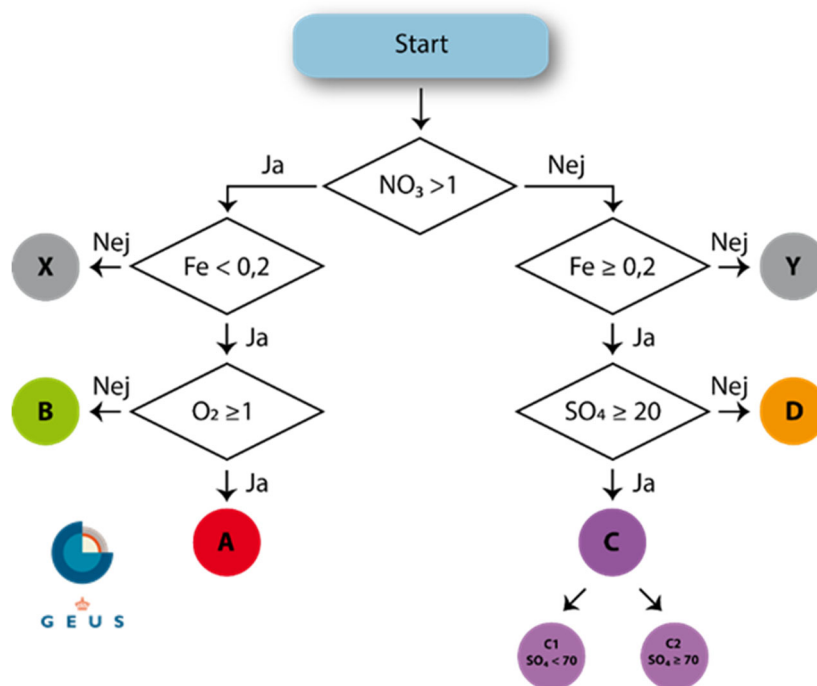 Start
NO₃ >1
Ja
Nej
Fe < 0,2
Nej
X
Ja
Fe ≥ 0,2
Nej
Y
Ja
O₂ ≥1
Nej
B
Ja
A
SO₄ ≥ 20
Nej
D
Ja
C
C1
SO₄ < 70
C2
SO₄ ≥ 70
GEUS